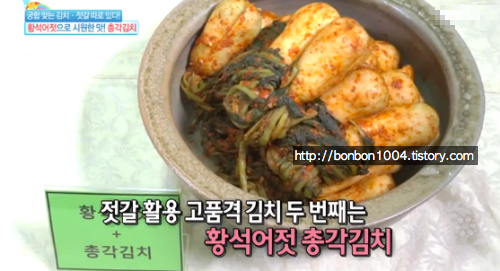 궁합 맞는 김치·젓갈 따로 있다!
황석어젓으로 시원한 맛! 총각김치
http://bonbon1004.tistory.com
황
+
총각김치
젓갈 활용 고품격 김치 두 번째는
황석어젓 총각김치